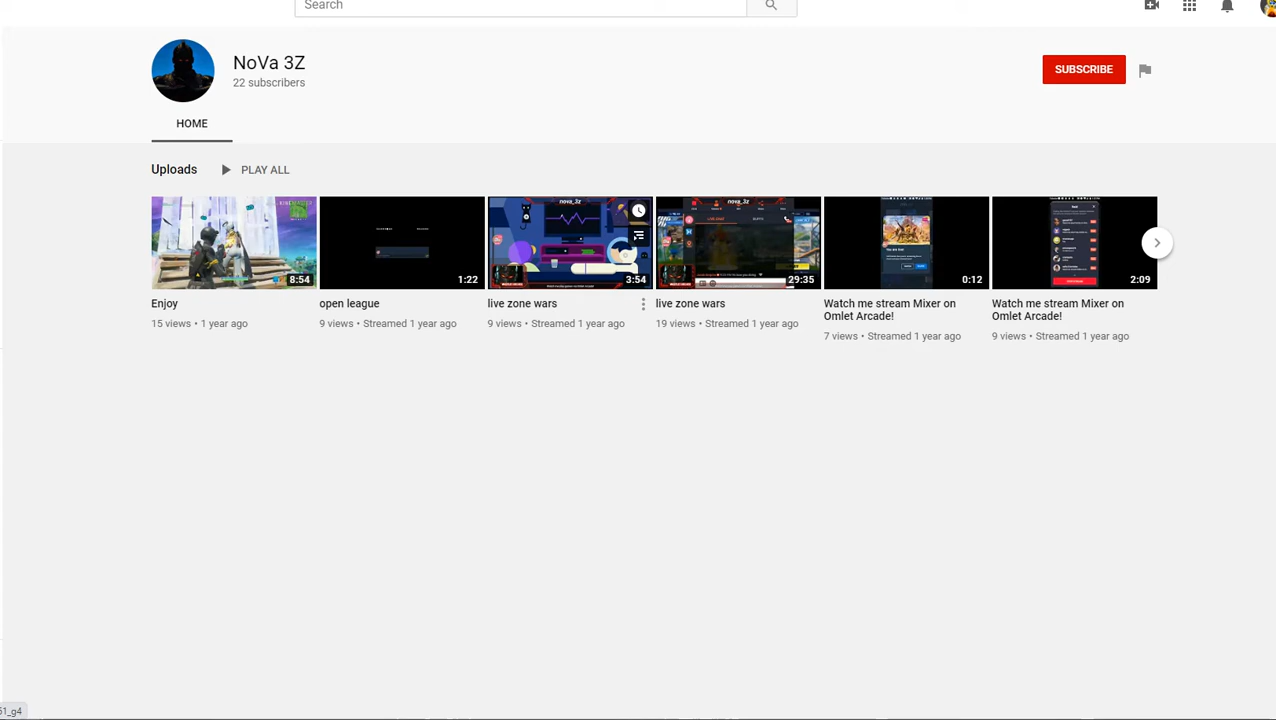 Search
NoVa 3Z
22 subscribers
SUBSCRIBE
HOME
Uploads
PLAY ALL
8:54
1:22
nova_3z
3:54
nova_3z
29:35
0:12
2:09
Enjoy
15 views • 1 year ago
open league
9 views • Streamed 1 year ago
live zone wars
9 views • Streamed 1 year ago
live zone wars
19 views • Streamed 1 year ago
Watch me stream Mixer on
Omlet Arcade!
7 views • Streamed 1 year ago
Watch me stream Mixer on
Omlet Arcade!
9 views • Streamed 1 year ago
51_g4